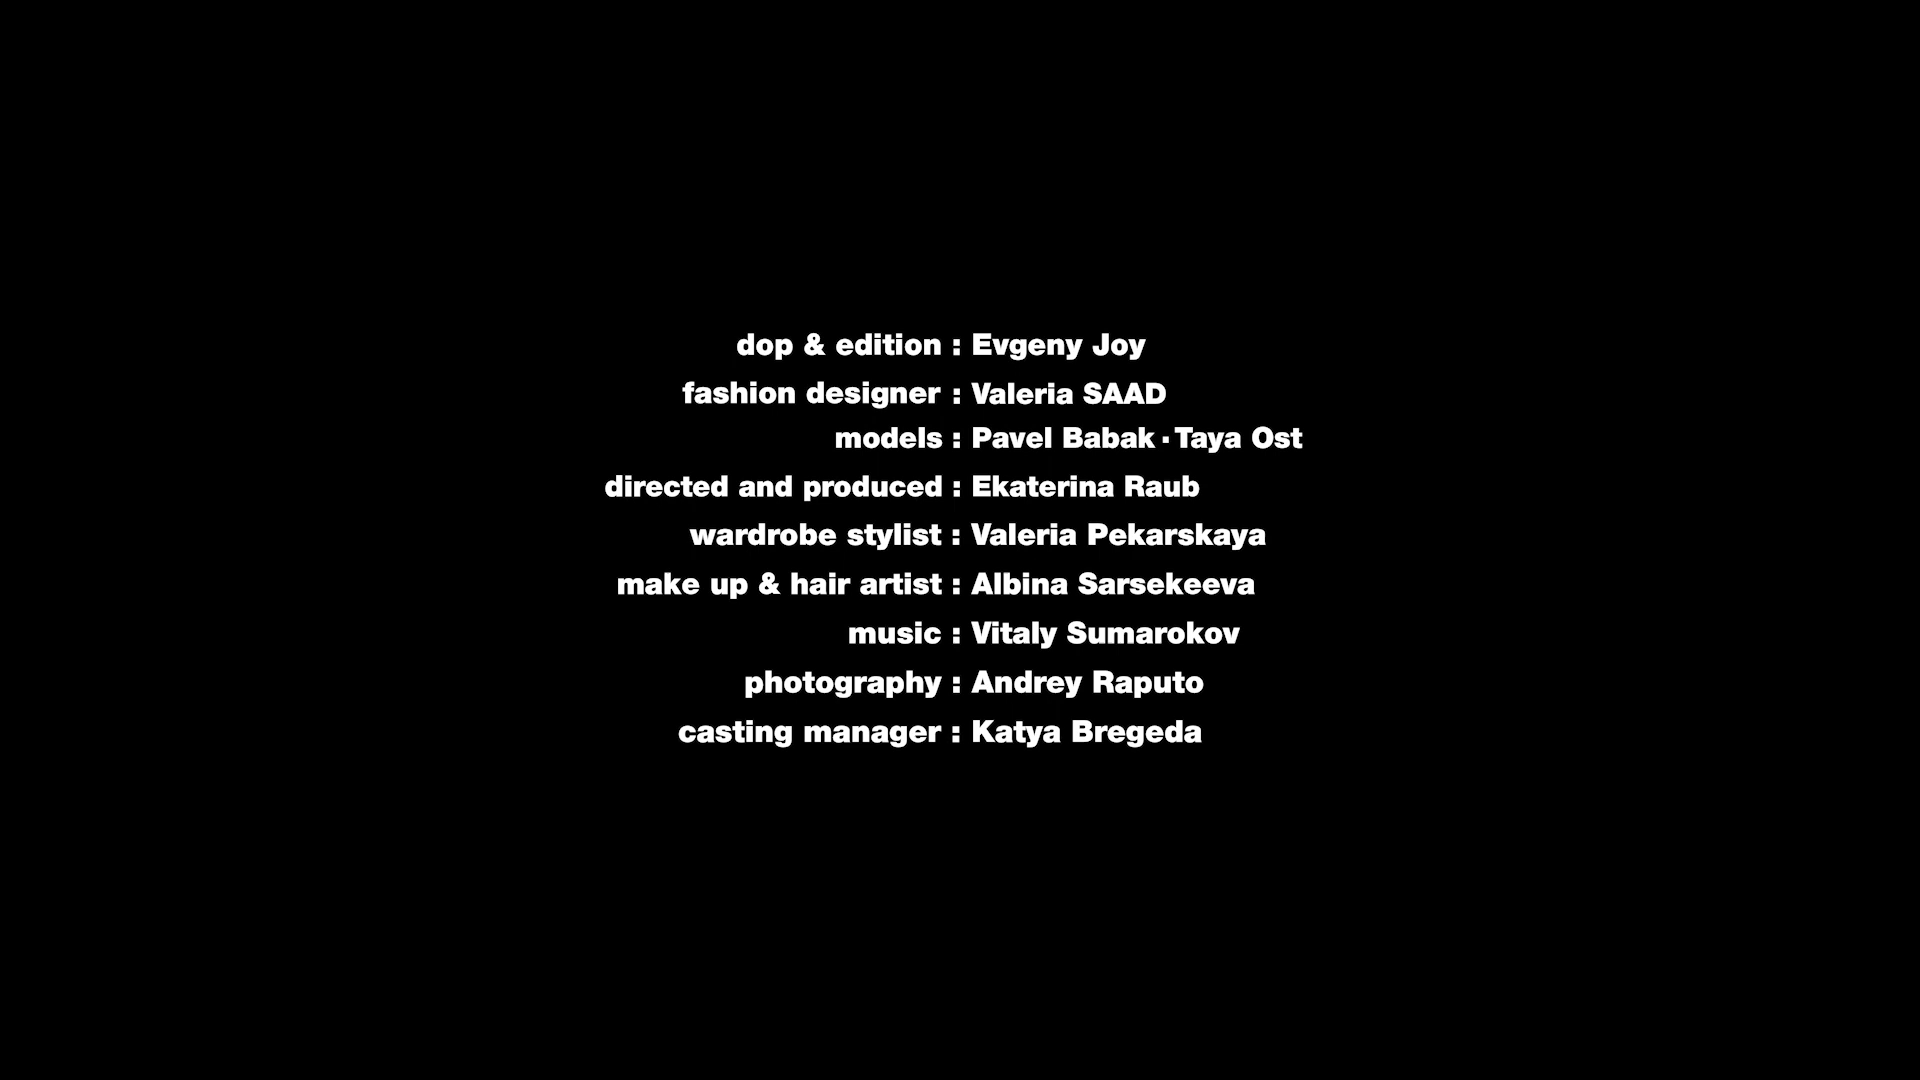 dop & edition : Evgeny Joy
fashion designer : Valeria SAAD
models : Pavel Babak · Taya Ost
directed and produced : Ekaterina Raub
wardrobe stylist : Valeria Pekarskaya
make up & hair artist : Albina Sarsekeeva
music : Vitaly Sumarokov
photography : Andrey Raputo
casting manager : Katya Bregeda